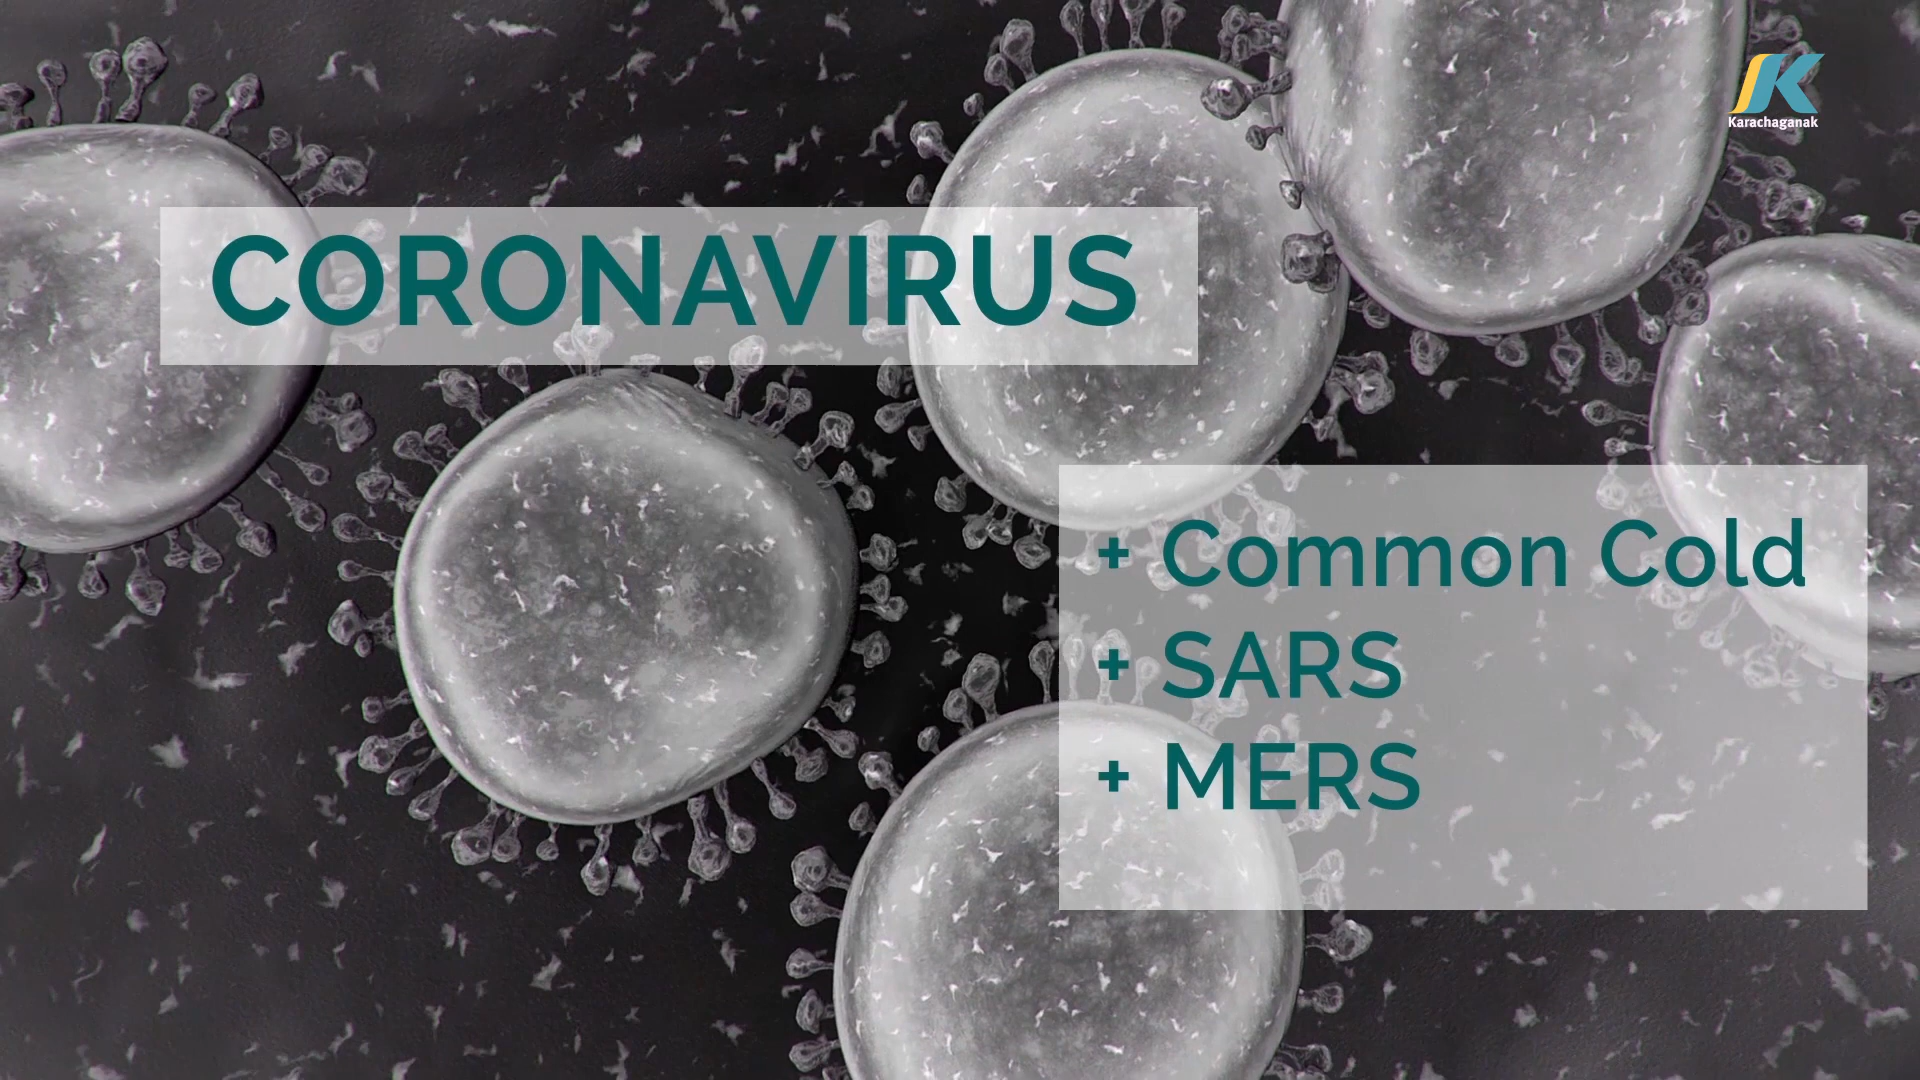 Karachaganak
CORONAVIRUS
+ Common Cold
+ SARS
+ MERS